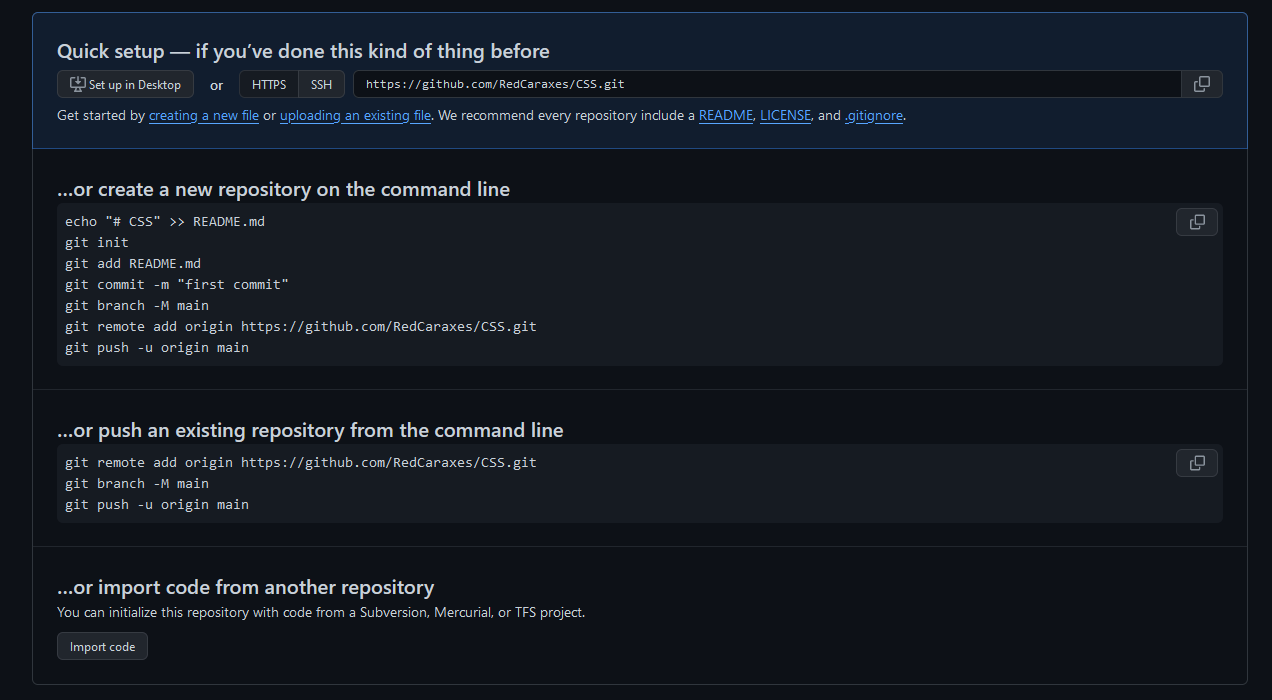 Quick setup — if you’ve done this kind of thing before
Set up in Desktop or HTTPS SSH https://github.com/RedCaraxes/CSS.git
Get started by creating a new file or uploading an existing file. We recommend every repository include a README, LICENSE, and .gitignore.
…or create a new repository on the command line
echo "# CSS" >> README.md
git init
git add README.md
git commit -m "first commit"
git branch -M main
git remote add origin https://github.com/RedCaraxes/CSS.git
git push -u origin main
…or push an existing repository from the command line
git remote add origin https://github.com/RedCaraxes/CSS.git
git branch -M main
git push -u origin main
…or import code from another repository
You can initialize this repository with code from a Subversion, Mercurial, or TFS project.
Import code